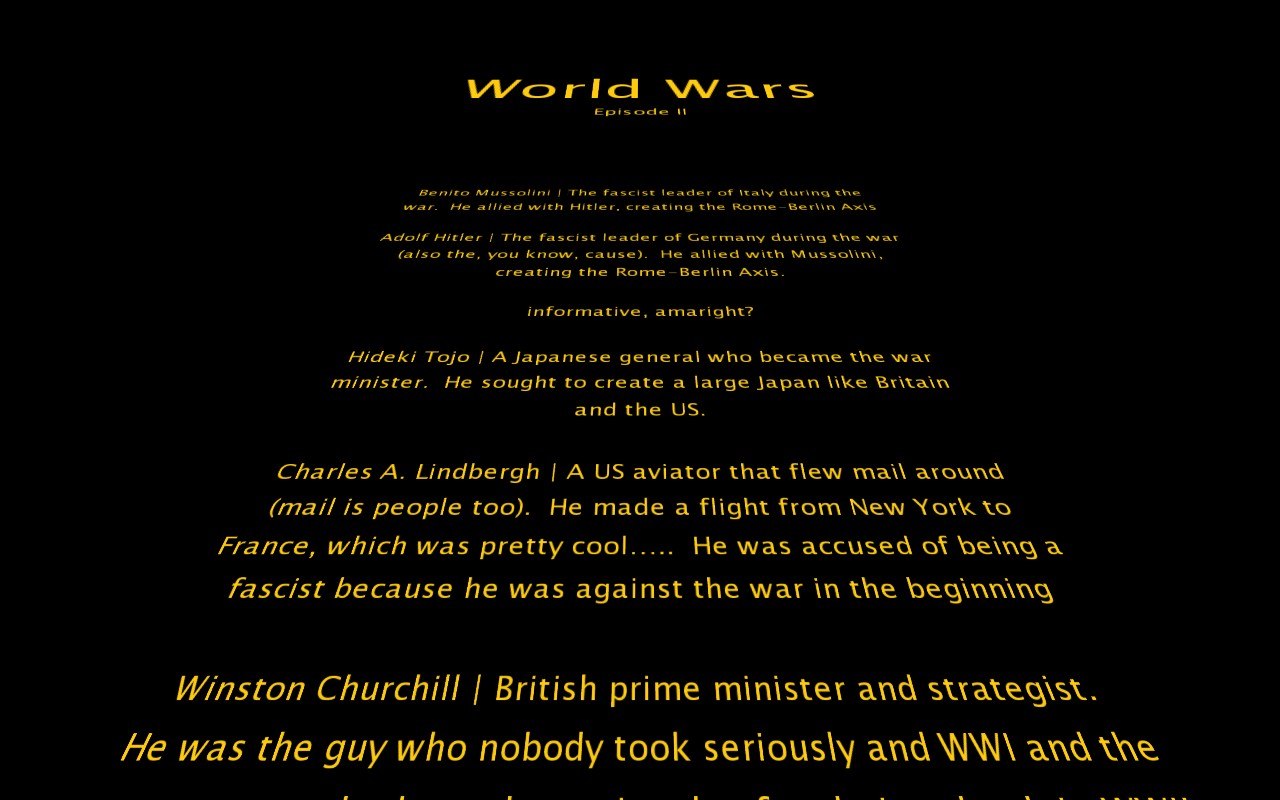 World Wars
Episode II
Benito Mussolini | The fascist leader of Italy during the
war.  He allied with Hitler, creating the Rome-Berlin Axis
Adolf Hitler | The fascist leader of Germany during the war
(also the, you know, cause).  He allied with Mussolini,
creating the Rome-Berlin Axis.
informative, amaright?
Hideki Tojo | A Japanese general who became the war
minister.  He sought to create a large Japan like Britain
and the US.
Charles A. Lindbergh | A US aviator that flew mail around
(mail is people too).  He made a flight from New York to
France, which was pretty cool.....  He was accused of being a
fascist because he was against the war in the beginning
Winston Churchill | British prime minister and strategist.
He was the guy who nobody took seriously and WWI and the